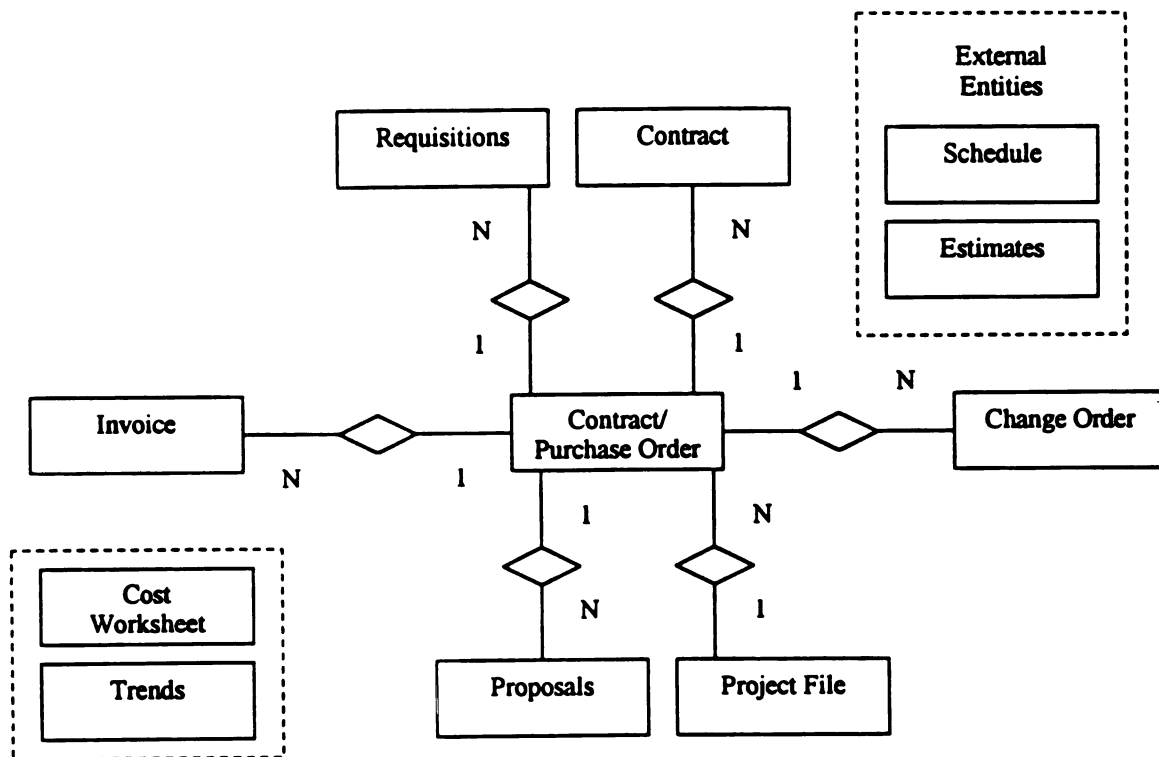 External
Entities
Requisitions
Contract
Schedule
N
N
Estimates
1
1
1
N
Invoice
Contract/
Purchase Order
Change Order
N
1
1
N
Cost
Worksheet
N
1
Trends
Proposals
Project File